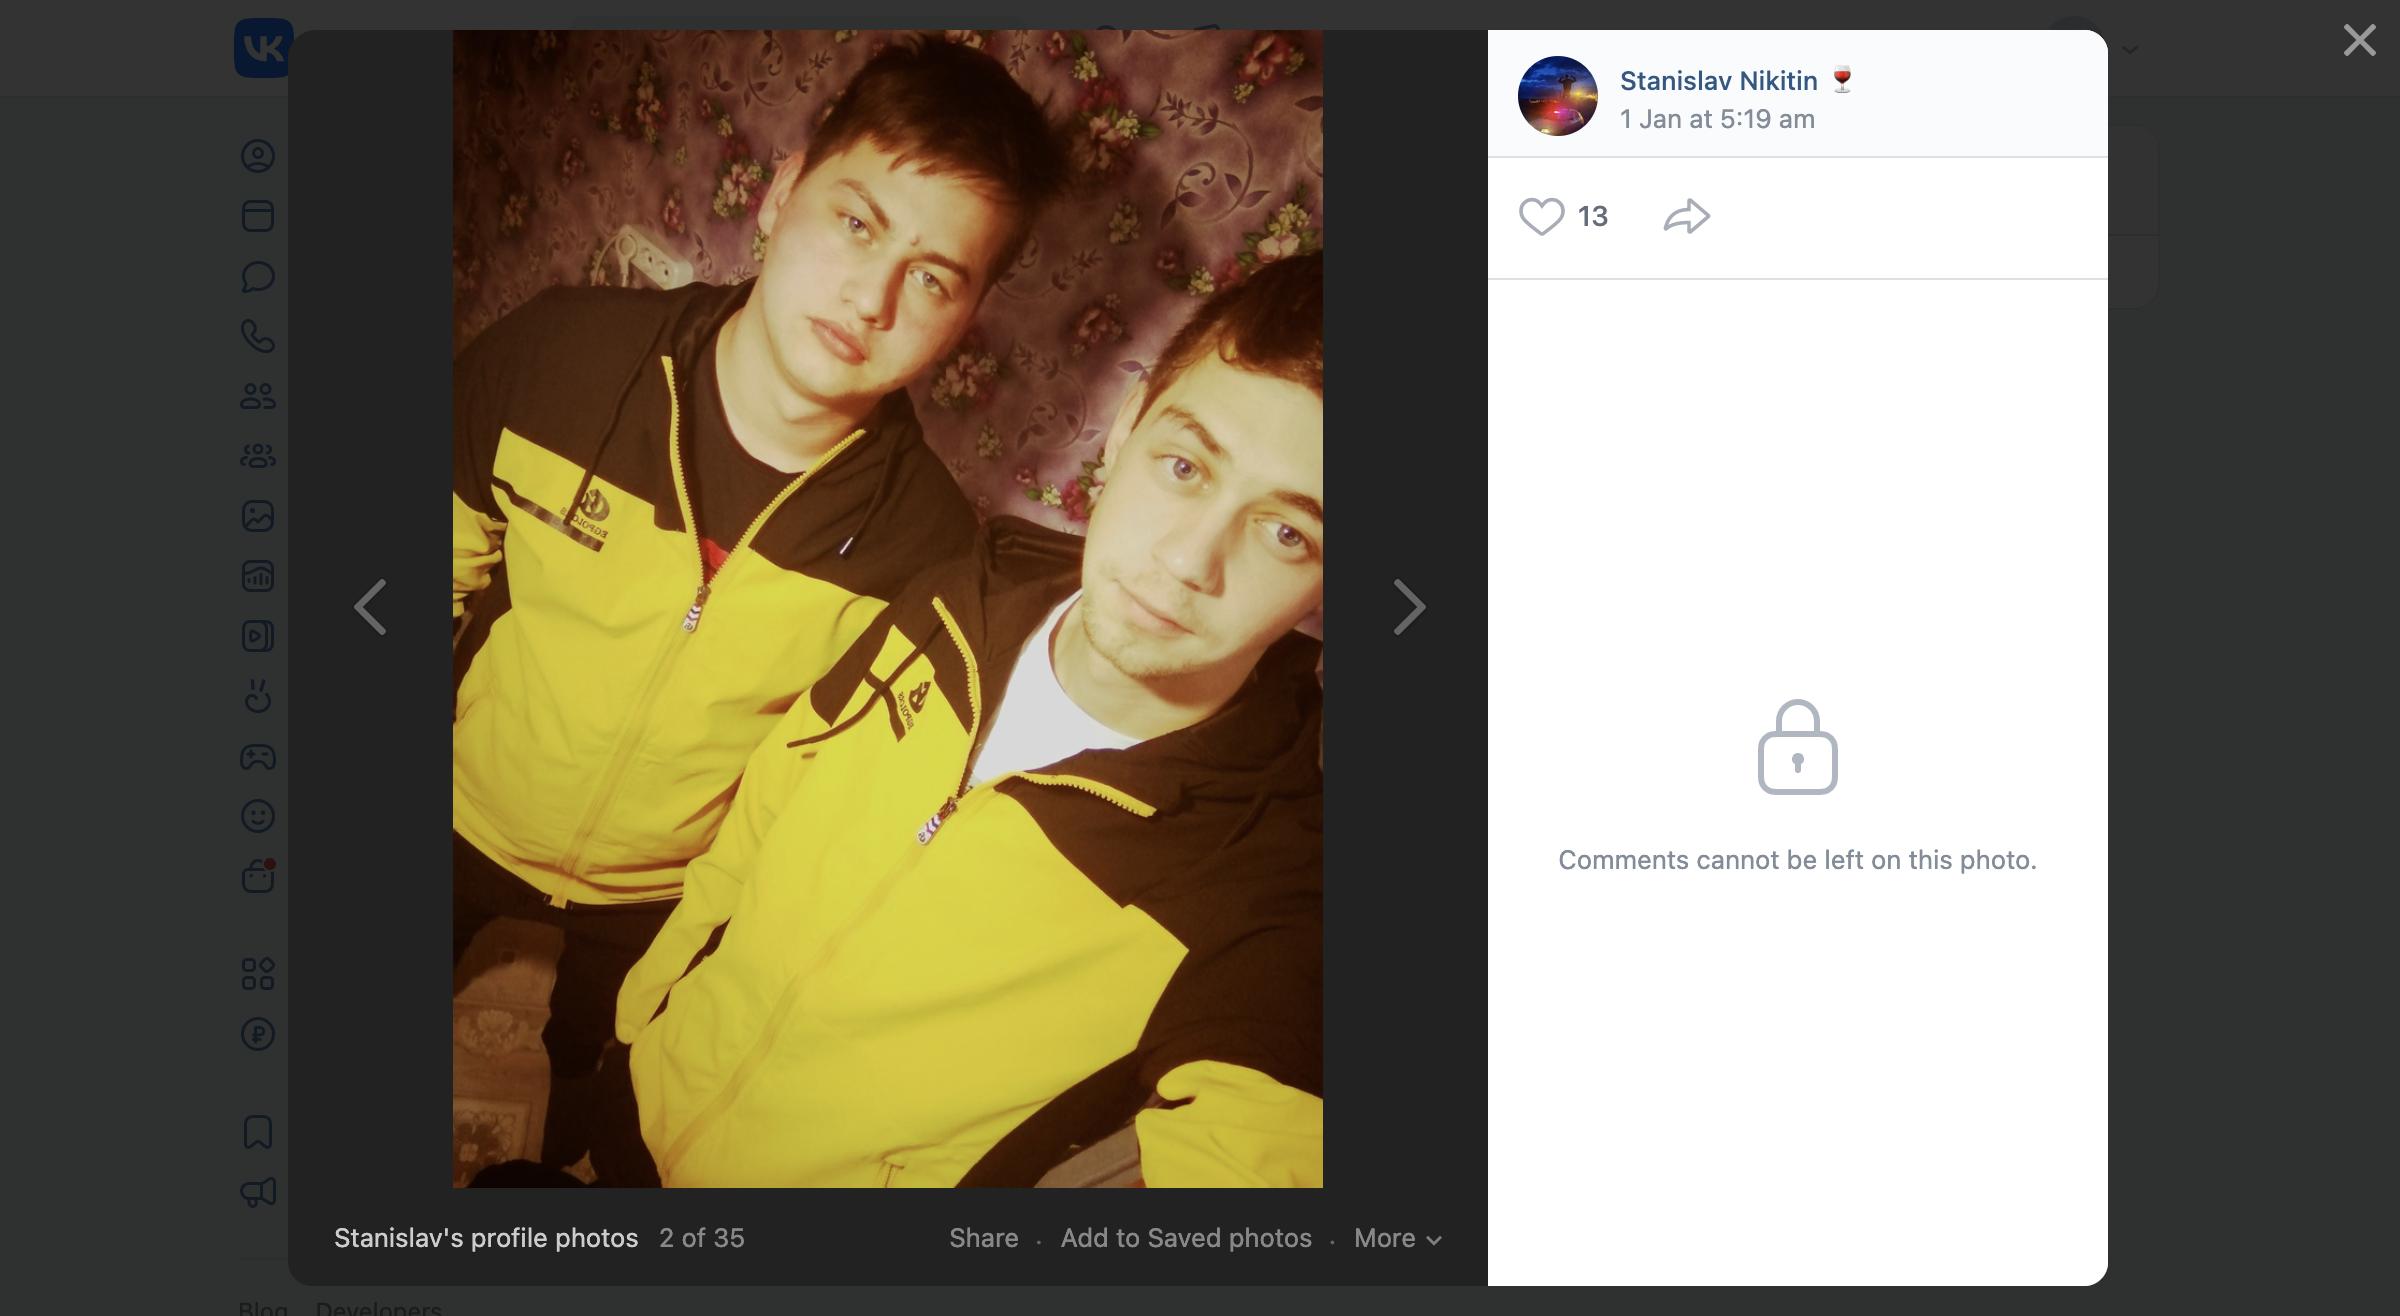 Stanislav Nikitin 🍷
1 Jan at 5:19 am
13
Comments cannot be left on this photo.
Stanislav's profile photos 2 of 35
Share · Add to Saved photos · More
Blog Developers